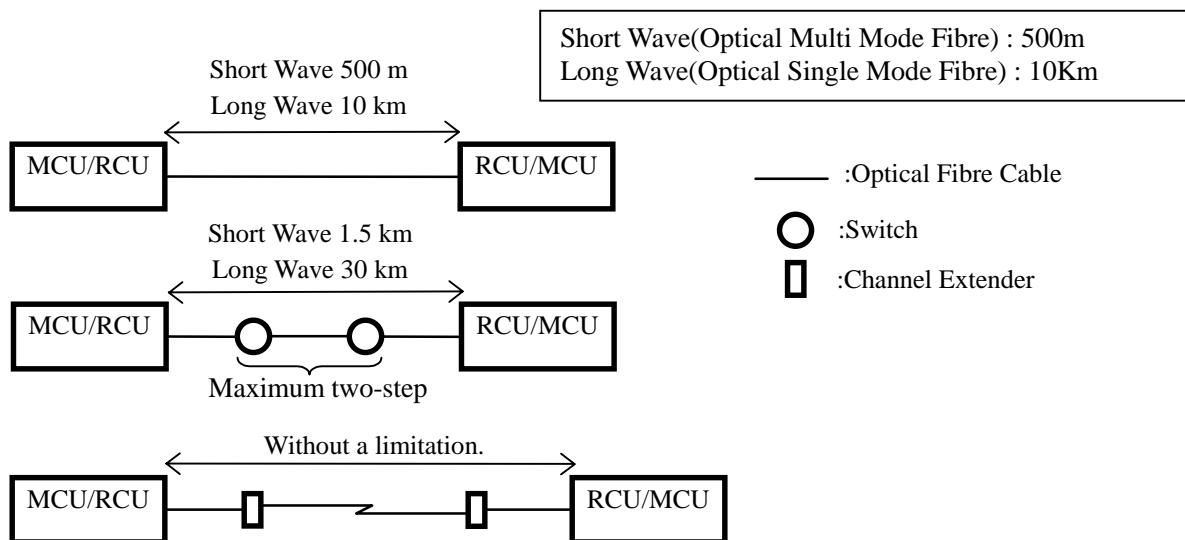 Short Wave(Optical Multi Mode Fibre) : 500m
Long Wave(Optical Single Mode Fibre) : 10Km
Short Wave 500 m
Long Wave 10 km
MCU/RCU
RCU/MCU
:Optical Fibre Cable
:Switch
:Channel Extender
Short Wave 1.5 km
Long Wave 30 km
MCU/RCU
RCU/MCU
Maximum two-step
Without a limitation.
MCU/RCU
RCU/MCU